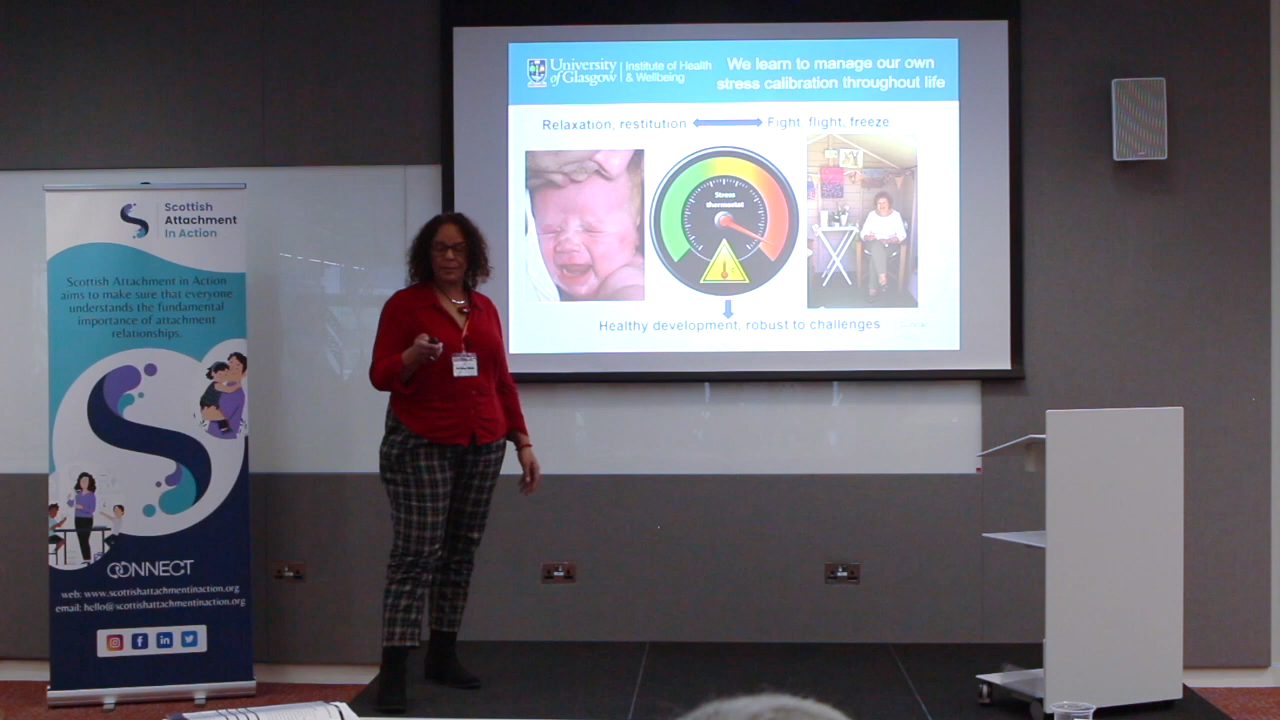 Scottish
Attachment
In Action
Scottish Attachment in Action
aims to make sure that everyone
understands the fundamental
importance of attachment
relationships.
CONNECT
web: www.scottishattachmentinaction.org
email: hello@scottishattachmentinaction.org
University
of Glasgow
Institute of Health
& Wellbeing
We learn to manage our own
stress calibration throughout life
Relaxation, restitution
Fight, flight, freeze
Stress
thermostat
Healthy development, robust to challenges